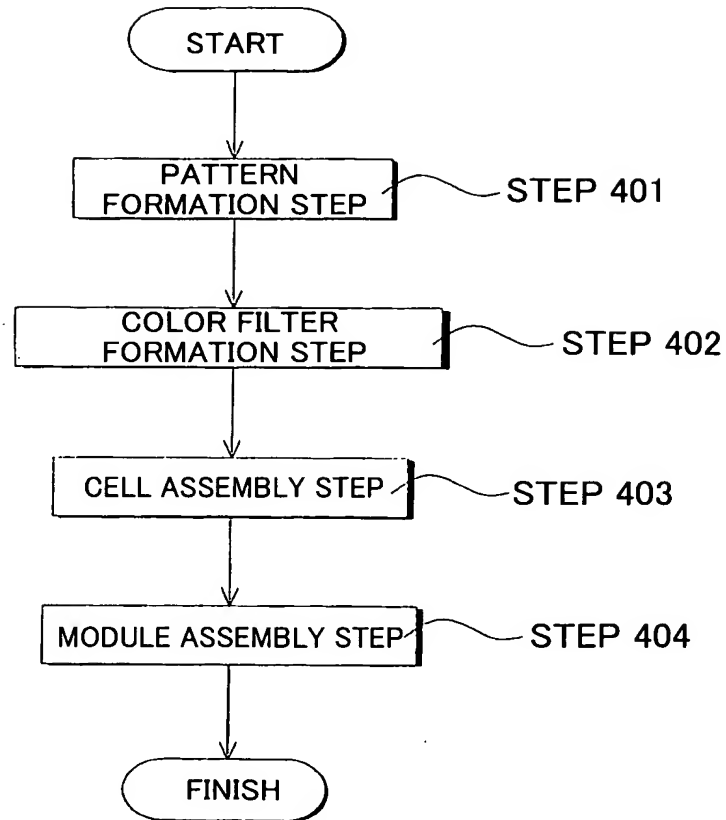 START
PATTERN
FORMATION STEP
STEP 401
COLOR FILTER
FORMATION STEP
STEP 402
CELL ASSEMBLY STEP
STEP 403
MODULE ASSEMBLY STEP
STEP 404
FINISH